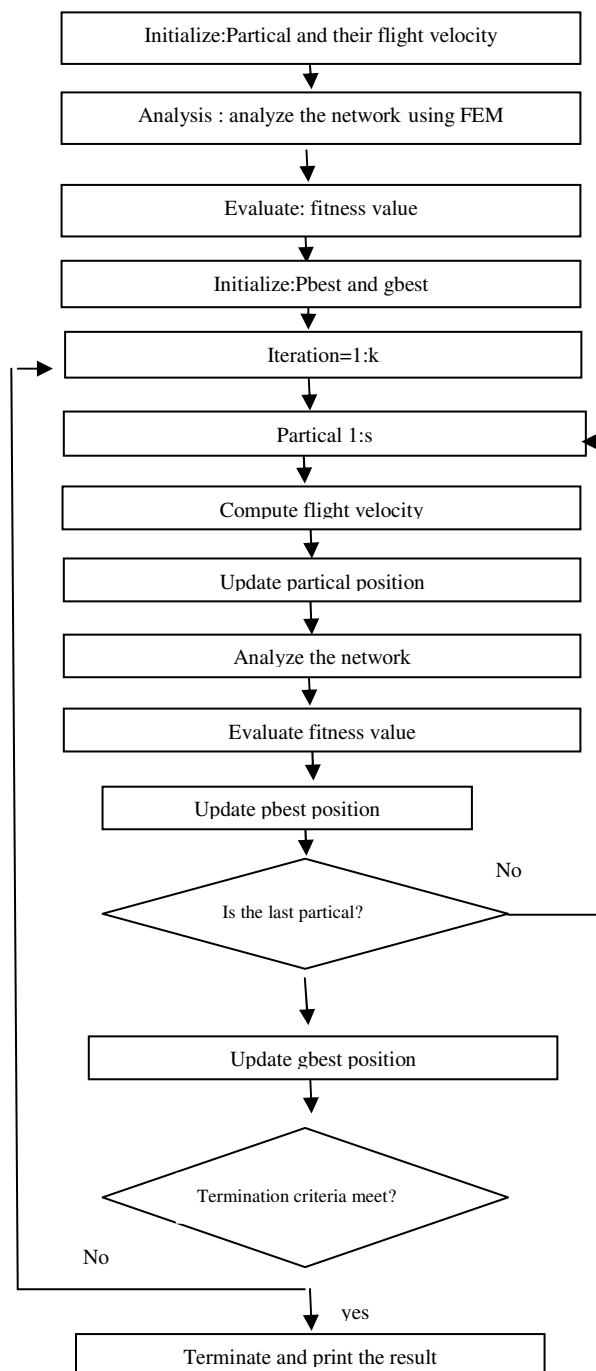 Initialize:Partical and their flight velocity
Analysis : analyze the network using FEM
Evaluate: fitness value
Initialize:Pbest and gbest
Iteration=1:k
Partical 1:s
Compute flight velocity
Update partical position
Analyze the network
Evaluate fitness value
Update pbest position
No
Is the last partical?
Update gbest position
Termination criteria meet?
No
yes
Terminate and print the result